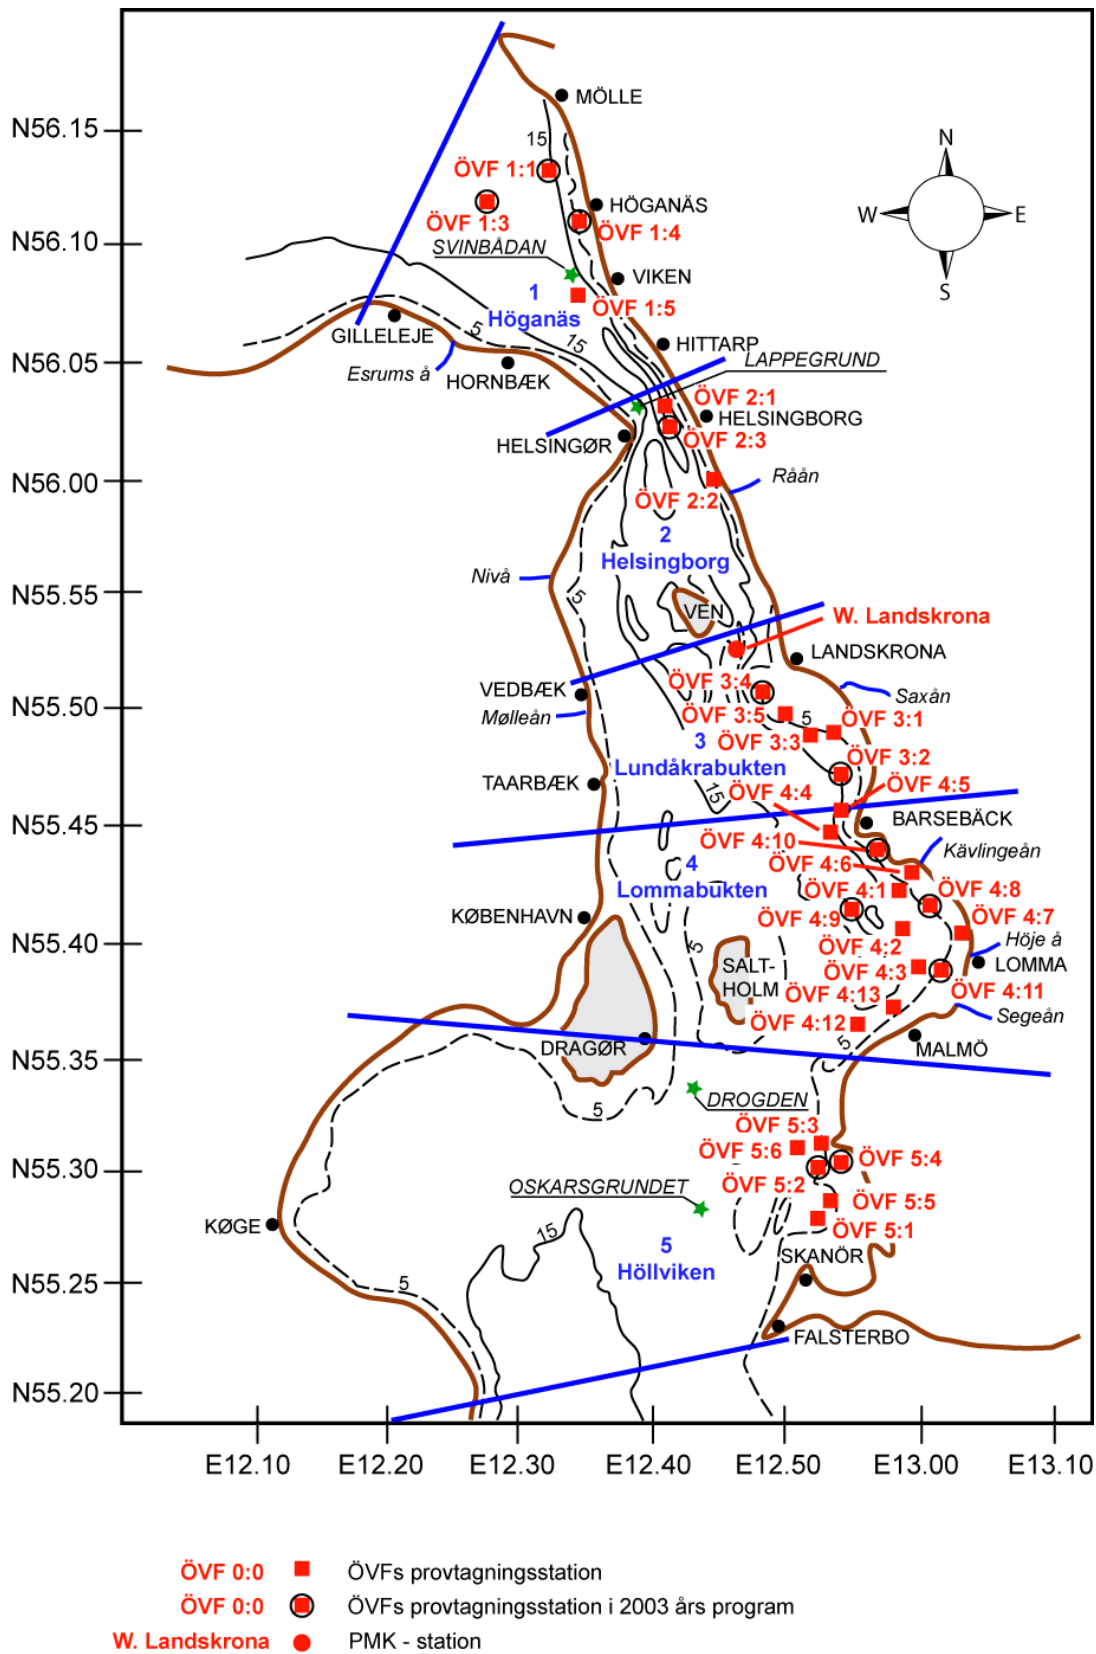 MÖLLE
N56.15
15
ÖVF 1:1
N
W
E
S
HÖGANÄS
ÖVF 1:3
ÖVF 1:4
N56.10
SVINBÅDAN
VIKEN
1
Höganäs
ÖVF 1:5
GILLELEJE
5
15
HITTARP
LAPPEGRUND
N56.05
Esrums å
HORNBÆK
ÖVF 2:1
HELSINGBORG
HELSINGØR
ÖVF 2:3
N56.00
Råån
ÖVF 2:2
2
Helsingborg
Nivå
N55.55
5
VEN
W. Landskrona
LANDSKRONA
VEDBÆK
ÖVF 3:4
Saxån
N55.50
Mølleån
ÖVF 3:5
5
ÖVF 3:1
3
Lundåkrabukten
ÖVF 3:3
ÖVF 3:2
TAARBÆK
15
ÖVF 4:4
ÖVF 4:5
N55.45
BARSEBÄCK
ÖVF 4:10
Kävlingeån
4
Lommabukten
ÖVF 4:6
ÖVF 4:1
ÖVF 4:8
KØBENHAVN
ÖVF 4:9
ÖVF 4:7
N55.40
5
ÖVF 4:2
Höje å
SALT-
HOLM
ÖVF 4:3
LOMMA
ÖVF 4:13
ÖVF 4:11
ÖVF 4:12
Segeån
DRAGØR
5
MALMÖ
N55.35
DROGDEN
5
ÖVF 5:3
ÖVF 5:6
ÖVF 5:4
N55.30
OSKARSGRUNDET
ÖVF 5:2
ÖVF 5:5
KØGE
15
ÖVF 5:1
5
Höllviken
SKANÖR
N55.25
5
FALSTERBO
N55.20
E12.10
E12.20
E12.30
E12.40
E12.50
E13.00
E13.10
ÖVF 0:0 ÖVFs provtagningsstation
ÖVF 0:0 ÖVFs provtagningsstation i 2003 års program
W. Landskrona PMK - station